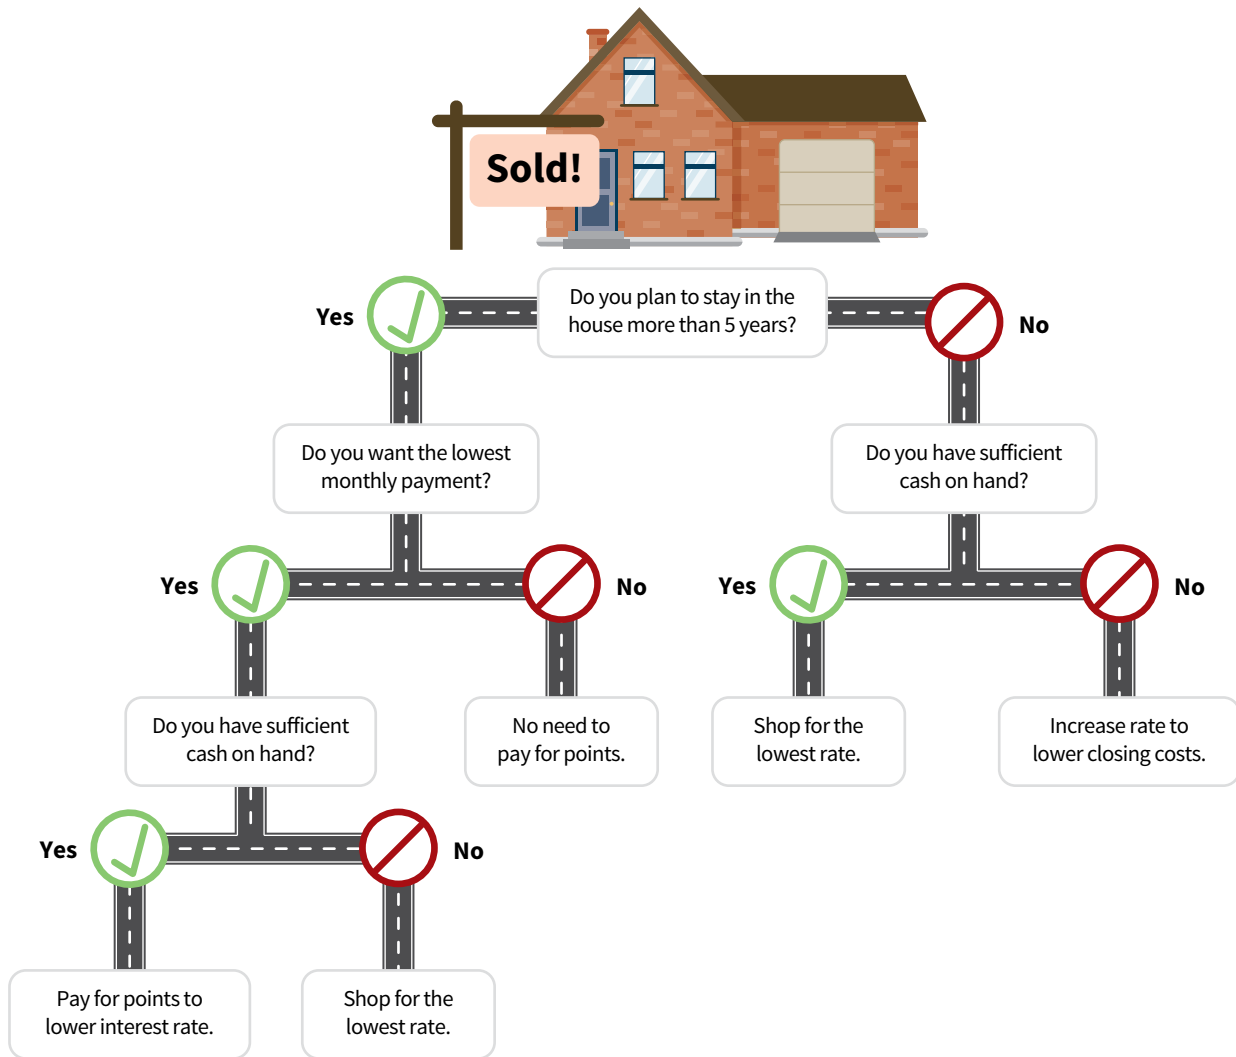 Sold!
Do you plan to stay in the
house more than 5 years?
Yes
No
Do you want the lowest
monthly payment?
Do you have sufficient
cash on hand?
Yes
No
Yes
No
Do you have sufficient
cash on hand?
No need to
pay for points.
Shop for the
lowest rate.
Increase rate to
lower closing costs.
Yes
No
Pay for points to
lower interest rate.
Shop for the
lowest rate.